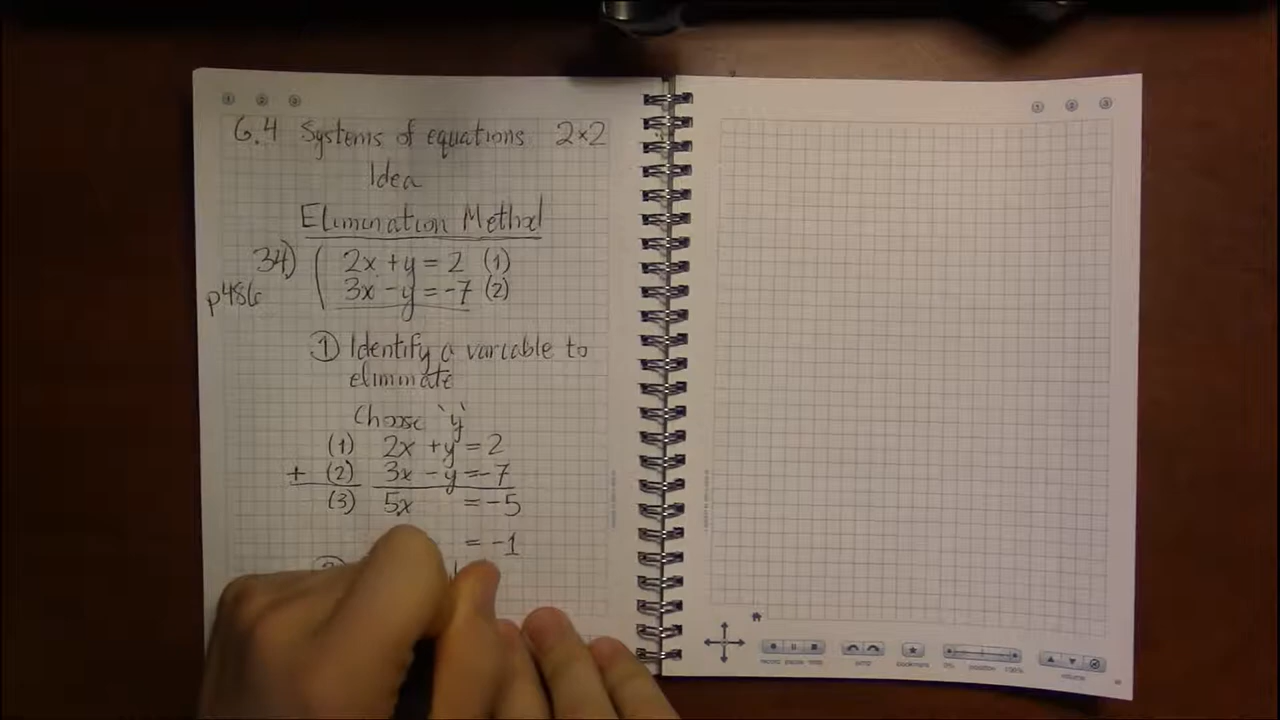 6.4 Systems of equations 2×2
Idea
Elimination Method
34) 2x + y = 2 (1)
p486 3x - y = -7 (2)
① Identify a variable to
eliminate
Choose 'y'
(1) 2x + y = 2
+ (2) 3x - y = -7
(3) 5x = -5
= -1